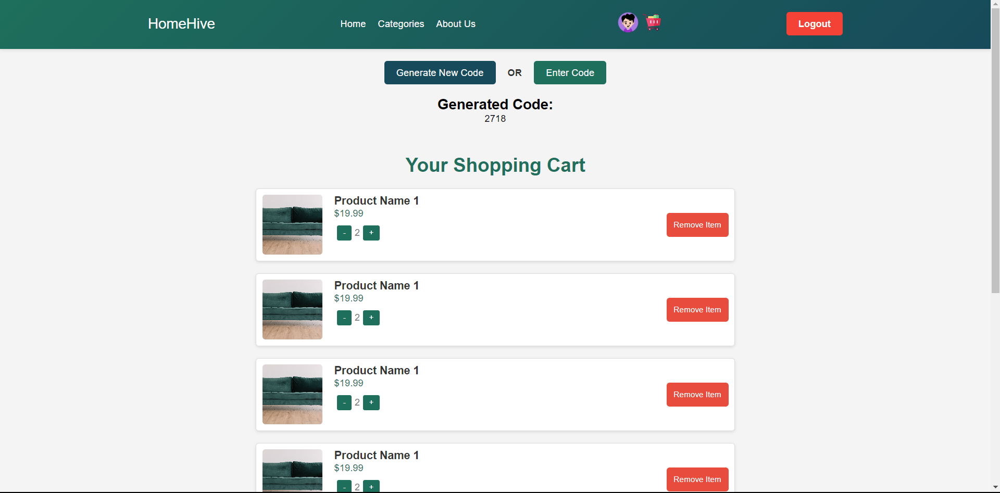 HomeHive
Home Categories About Us
Logout
Generate New Code OR Enter Code
Generated Code:
2718
Your Shopping Cart
Product Name 1
$19.99
- 2 +
Remove Item
Product Name 1
$19.99
- 2 +
Remove Item
Product Name 1
$19.99
- 2 +
Remove Item
Product Name 1
$19.99
- 2 +
Remove Item